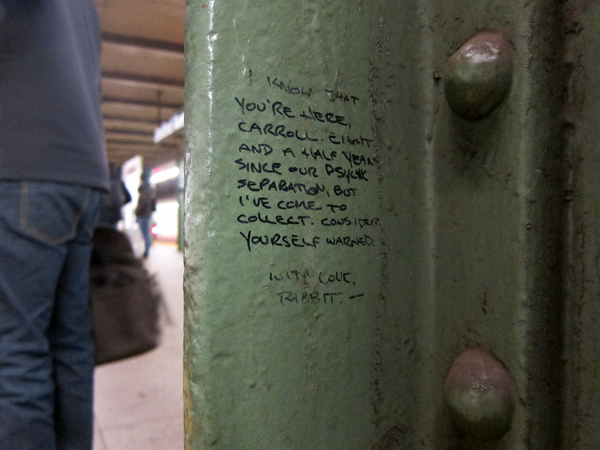 I KNOW THAT
YOU'RE HERE,
CARROLL. EIGHT
AND A HALF YEARS
SINCE OUR PSYCHIC
SEPARATION, BUT
I'VE COME TO
COLLECT. CONSIDER
YOURSELF WARNED.
WITH LOVE,
RABBIT. —